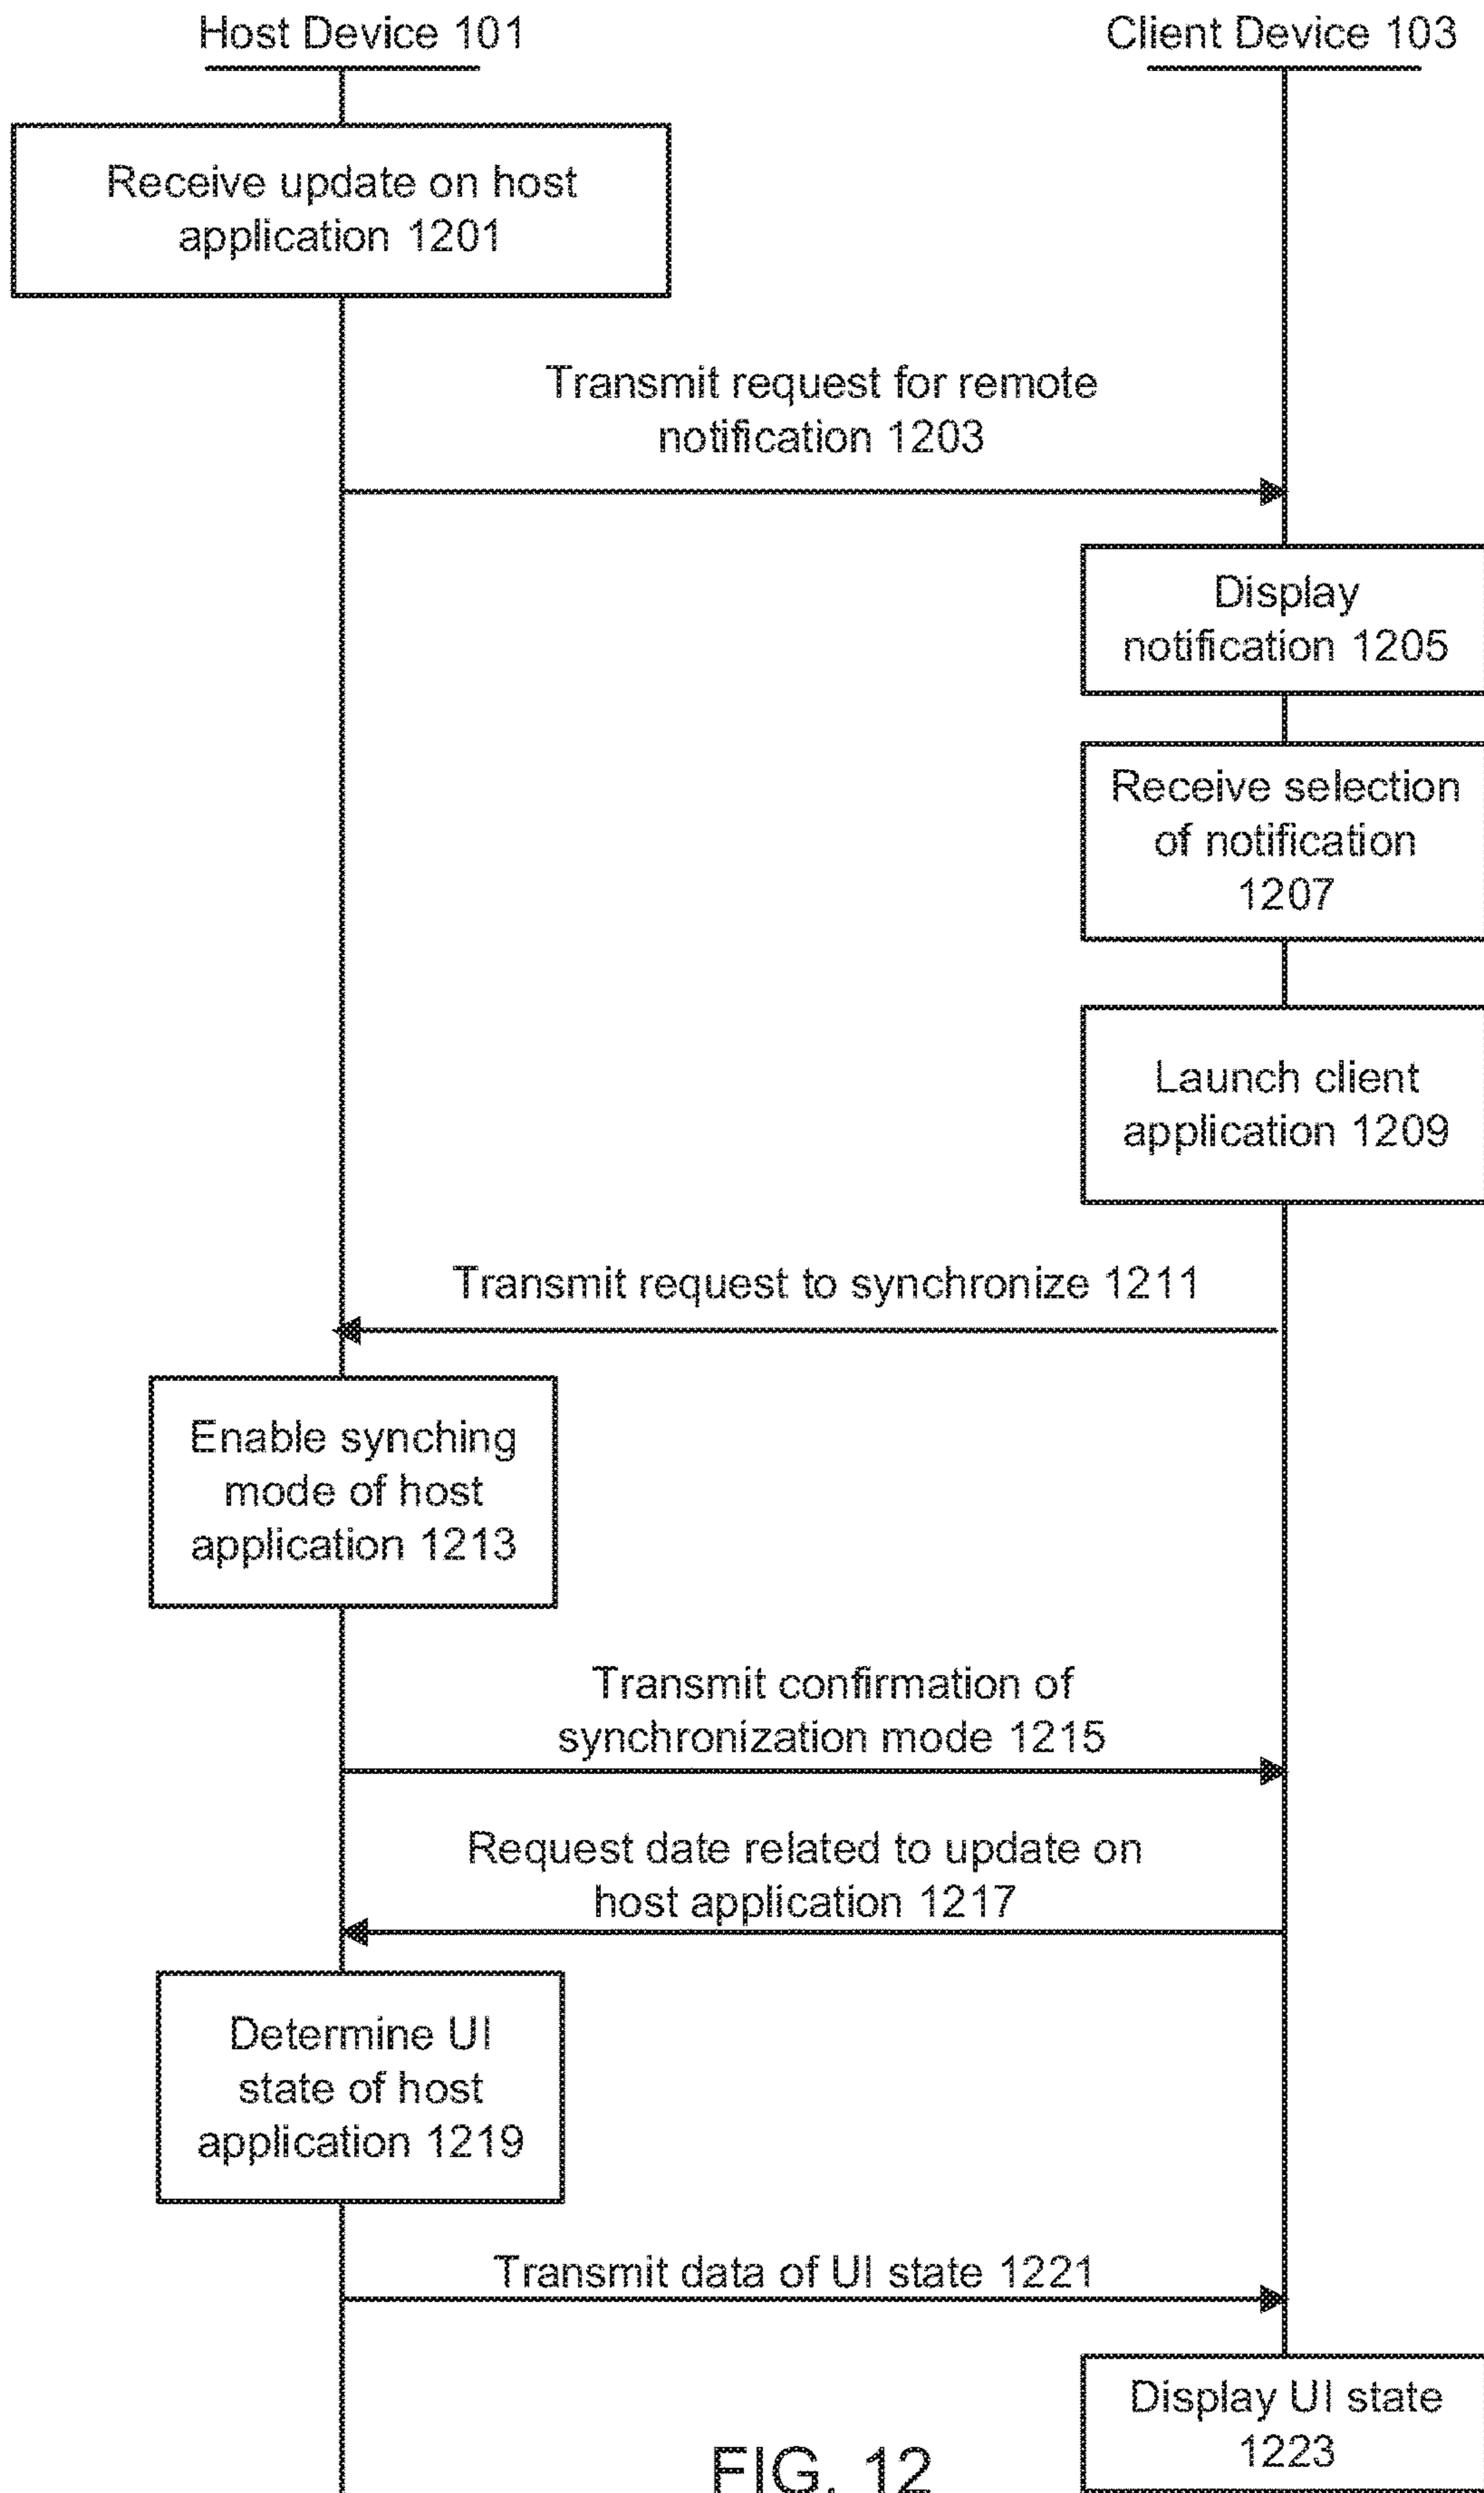 Host Device 101
Client Device 103
Receive update on host
application 1201
Transmit request for remote
notification 1203
Display
notification 1205
Receive selection
of notification
1207
Launch client
application 1209
Transmit request to synchronize 1211
Enable synching
mode of host
application 1213
Transmit confirmation of
synchronization mode 1215
Request date related to update on
host application 1217
Determine UI
state of host
application 1219
Transmit data of UI state 1221
Display UI state
1223
FIG. 12